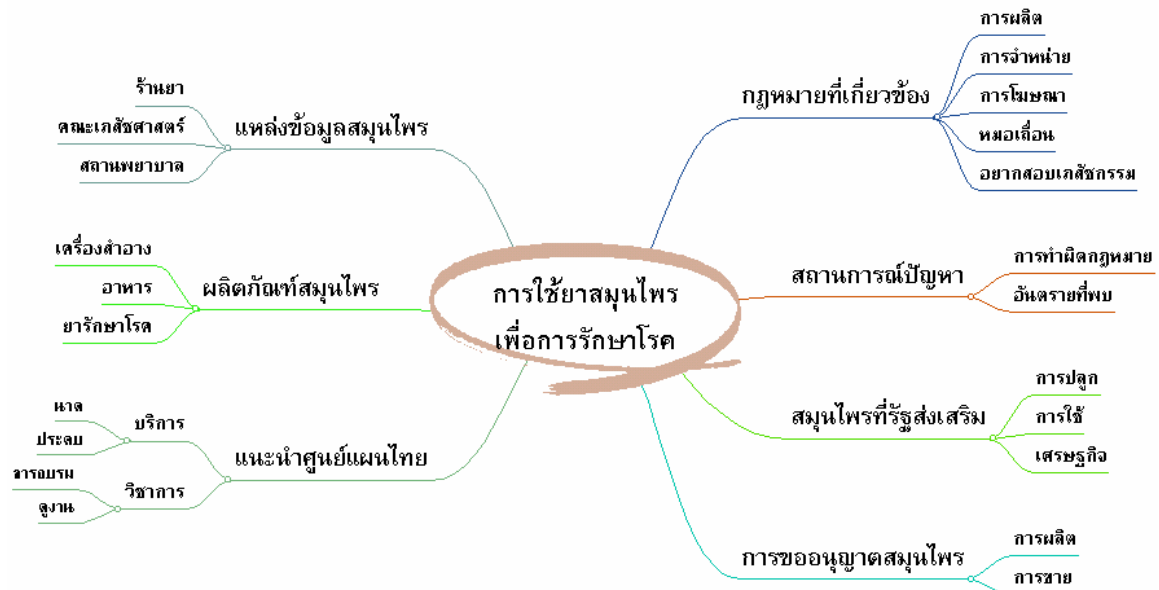 การใช้ยาสมุนไพร
เพื่อการรักษาโรค
กฎหมายที่เกี่ยวข้อง
การผลิต
การจำหน่าย
การโฆษณา
หมอเถื่อน
อยากสอบเภสัชกรรม
สถานการณ์ปัญหา
การทำผิดกฎหมาย
อันตรายที่พบ
สมุนไพรที่รัฐส่งเสริม
การปลูก
การใช้
เศรษฐกิจ
การขออนุญาตสมุนไพร
การผลิต
การขาย
แหล่งข้อมูลสมุนไพร
ร้านยา
คณะเภสัชศาสตร์
สถานพยาบาล
ผลิตภัณฑ์สมุนไพร
เครื่องสำอาง
อาหาร
ยารักษาโรค
แนะนำศูนย์แผนไทย
บริการ
นวด
ประคบ
วิชาการ
การอบรม
ดูงาน